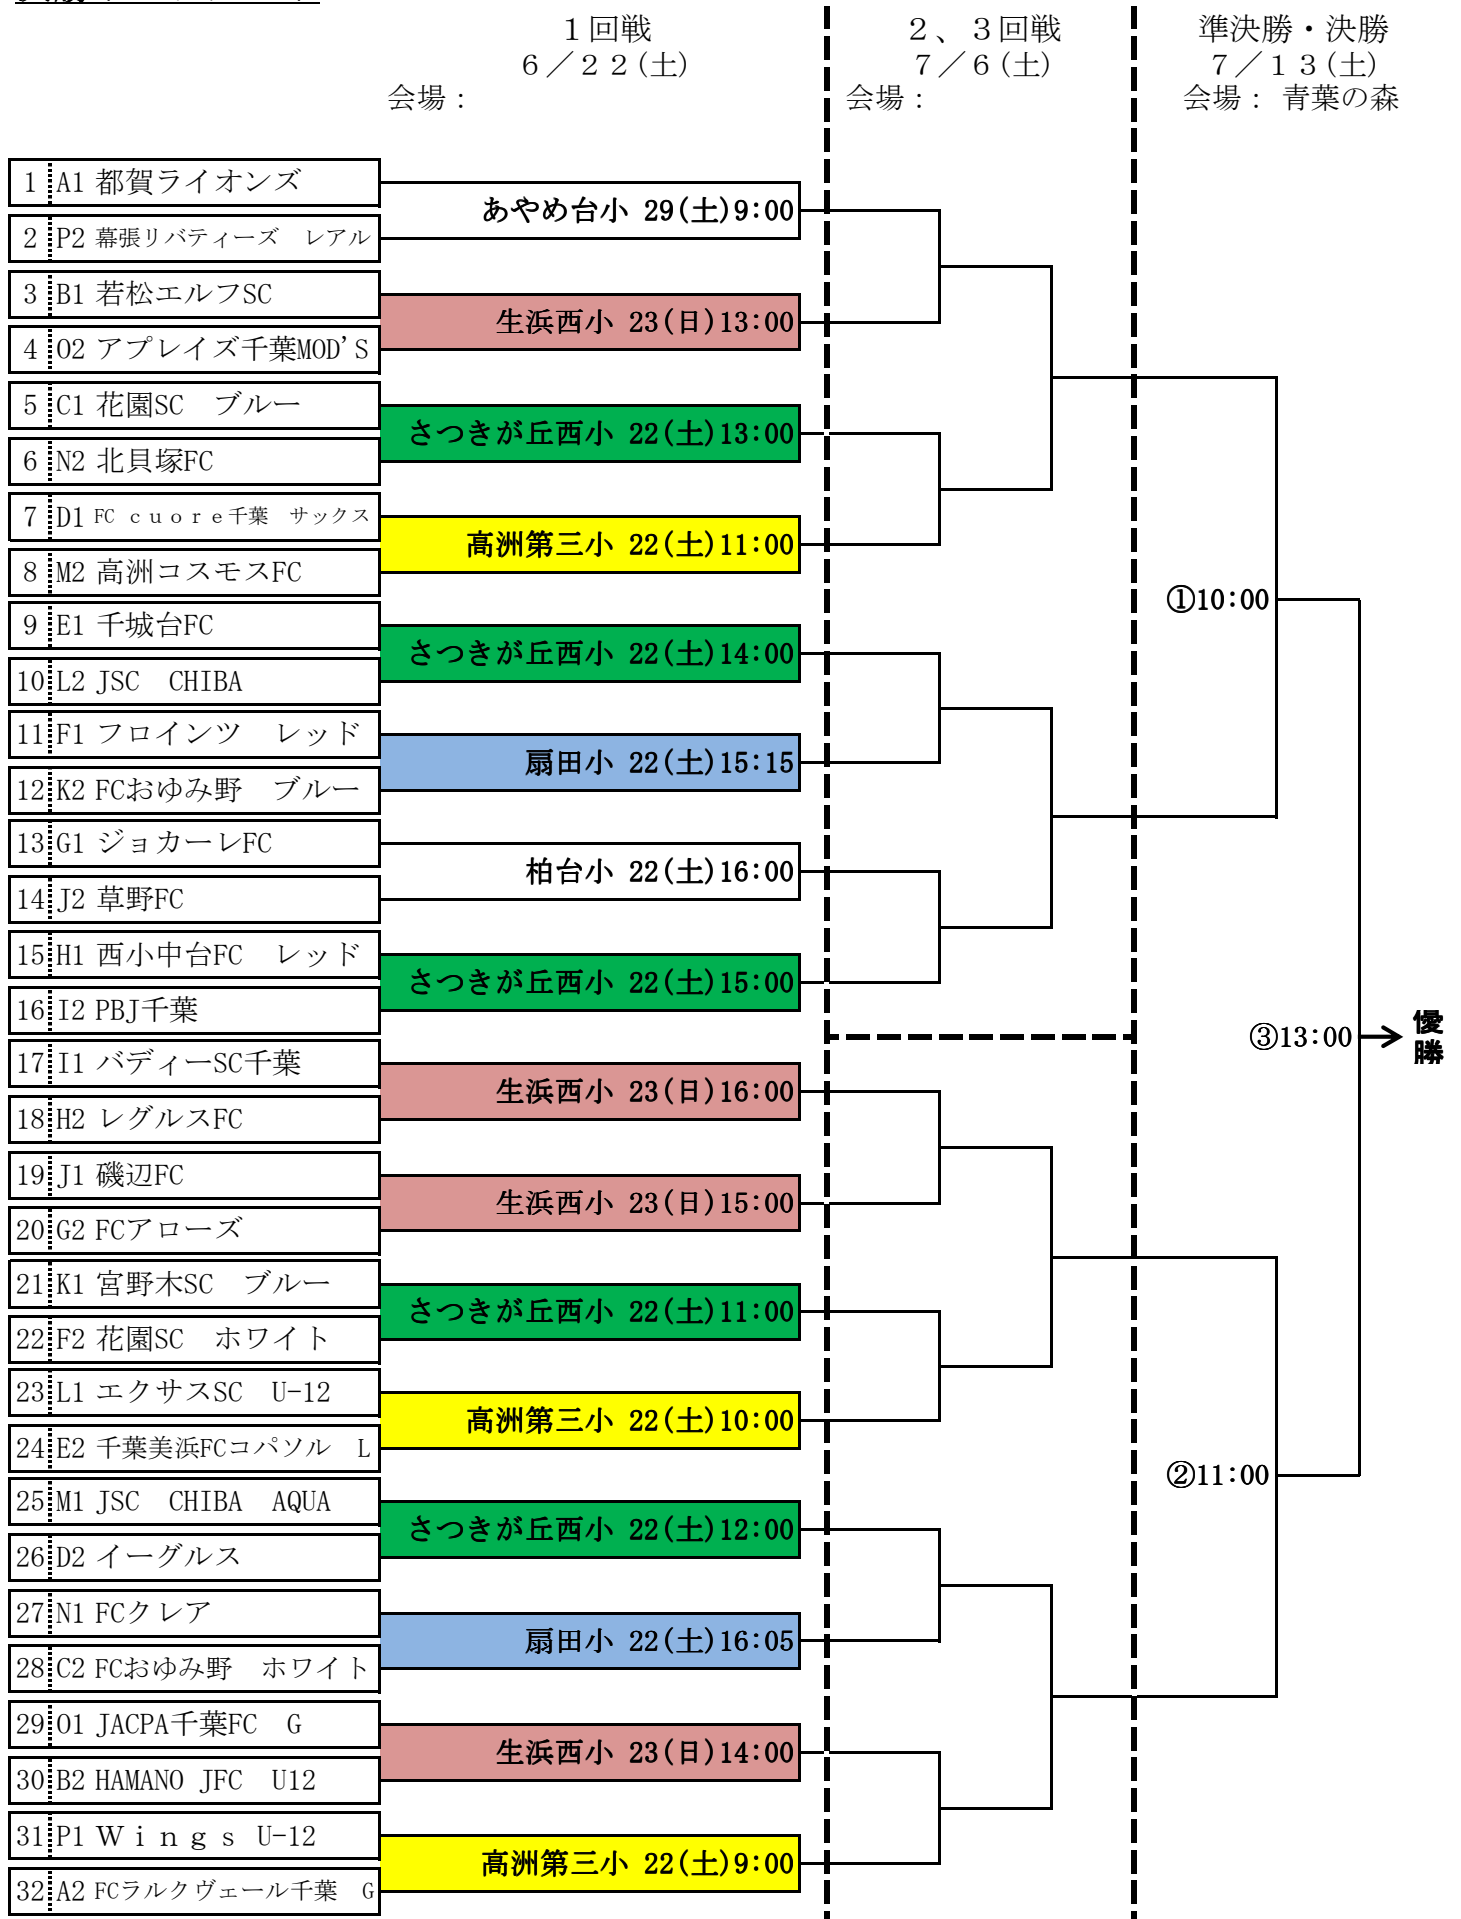 １回戦
６／２２(土)
会場：
２、３回戦
７／６(土)
会場：
準決勝・決勝
７／１３(土)
会場： 青葉の森
1 A1 都賀ライオンズ
あやめ台小 29(土)9:00
2 P2 幕張リバティーズ　レアル
3 B1 若松エルフSC
生浜西小 23(日)13:00
4 O2 アプレイズ千葉MOD'S
5 C1 花園SC　ブルー
さつきが丘西小 22(土)13:00
6 N2 北貝塚FC
7 D1 FC ｃｕｏｒｅ千葉　サックス
高洲第三小 22(土)11:00
8 M2 高洲コスモスFC
①10:00
9 E1 千城台FC
さつきが丘西小 22(土)14:00
10 L2 JSC　CHIBA
11 F1 フロインツ　レッド
扇田小 22(土)15:15
12 K2 FCおゆみ野　ブルー
13 G1 ジョカーレFC
柏台小 22(土)16:00
14 J2 草野FC
15 H1 西小中台FC　レッド
さつきが丘西小 22(土)15:00
16 I2 PBJ千葉
③13:00
優
勝
17 I1 バディーSC千葉
生浜西小 23(日)16:00
18 H2 レグルスFC
19 J1 磯辺FC
生浜西小 23(日)15:00
20 G2 FCアローズ
21 K1 宮野木SC　ブルー
さつきが丘西小 22(土)11:00
22 F2 花園SC　ホワイト
23 L1 エクサスSC　U-12
高洲第三小 22(土)10:00
24 E2 千葉美浜FCコパソル　L
②11:00
25 M1 JSC　CHIBA　AQUA
さつきが丘西小 22(土)12:00
26 D2 イーグルス
27 N1 FCクレア
扇田小 22(土)16:05
28 C2 FCおゆみ野　ホワイト
29 O1 JACPA千葉FC　G
生浜西小 23(日)14:00
30 B2 HAMANO JFC　U12
31 P1 Ｗｉｎｇｓ U-12
高洲第三小 22(土)9:00
32 A2 FCラルクヴェール千葉　G